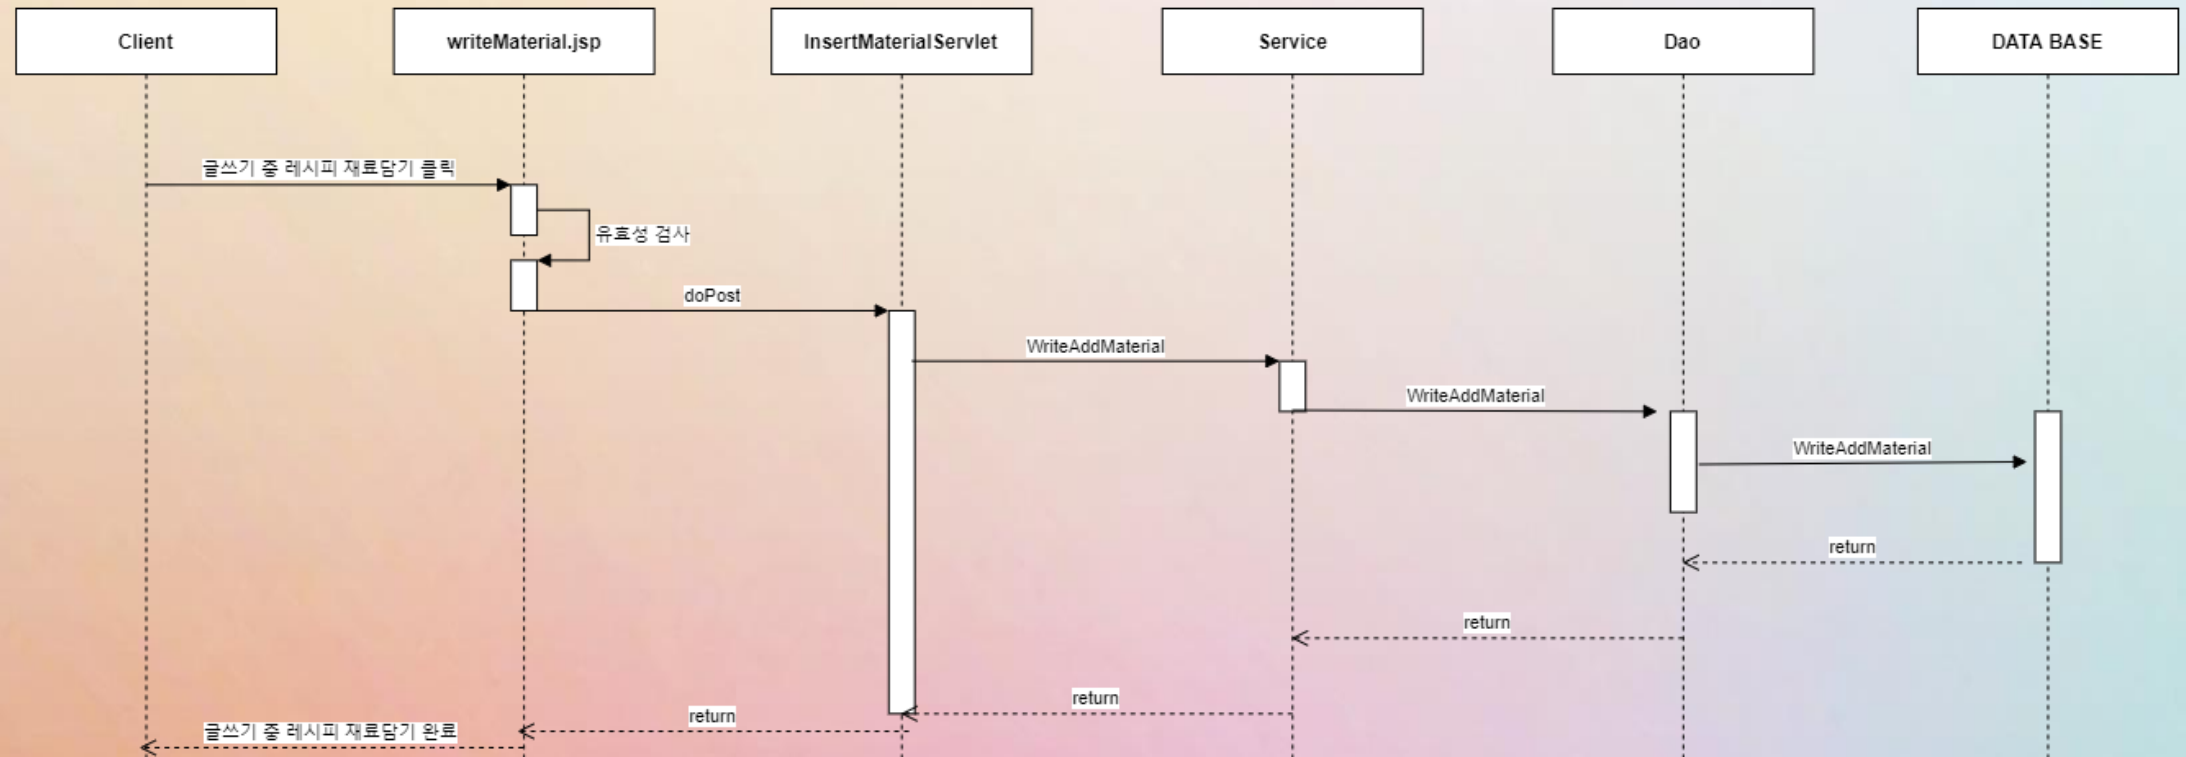 Client
writeMaterial.jsp
InsertMaterialServlet
Service
Dao
DATA BASE
글쓰기 중 레시피 재료담기 클릭
유효성 검사
doPost
WriteAddMaterial
WriteAddMaterial
WriteAddMaterial
return
return
return
return
글쓰기 중 레시피 재료담기 완료